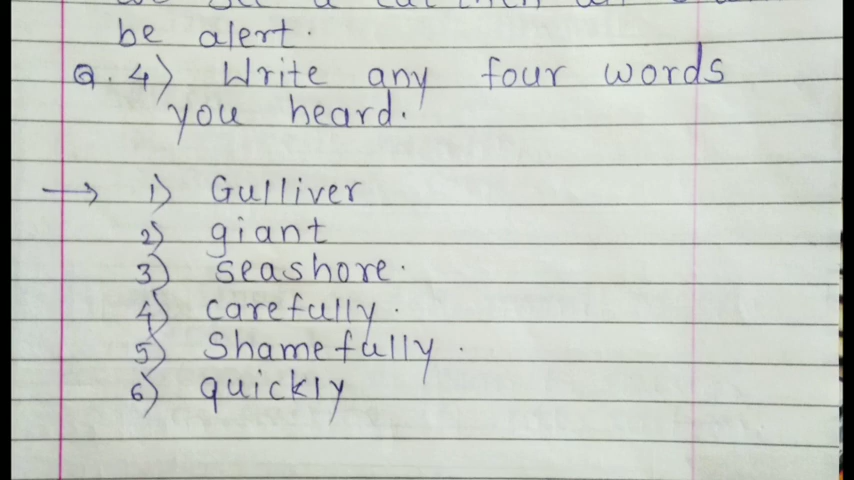 be alert.
Q. 4) Write any four words
you heard.
→ 1) Gulliver
2) giant
3) seashore.
4) carefully.
5) Shamefully.
6) quickly